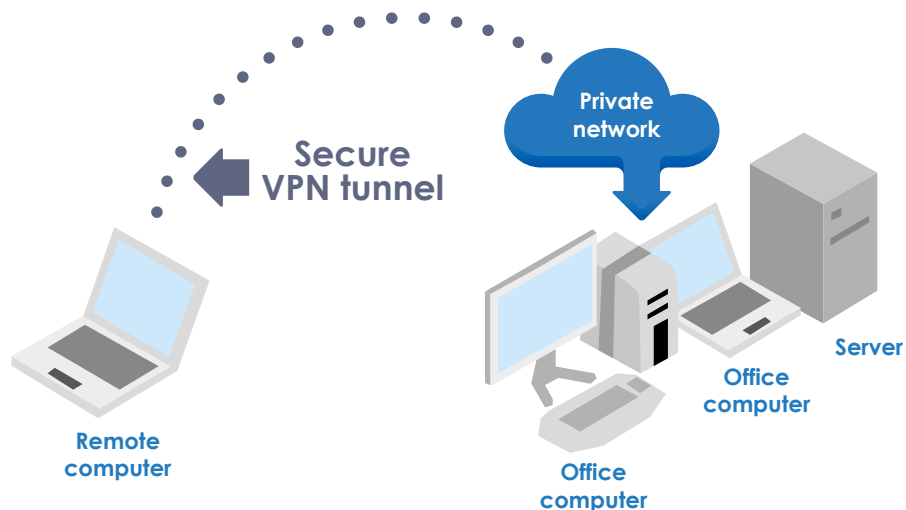 Private
network
Secure
VPN tunnel
Server
Office
computer
Remote
computer
Office
computer